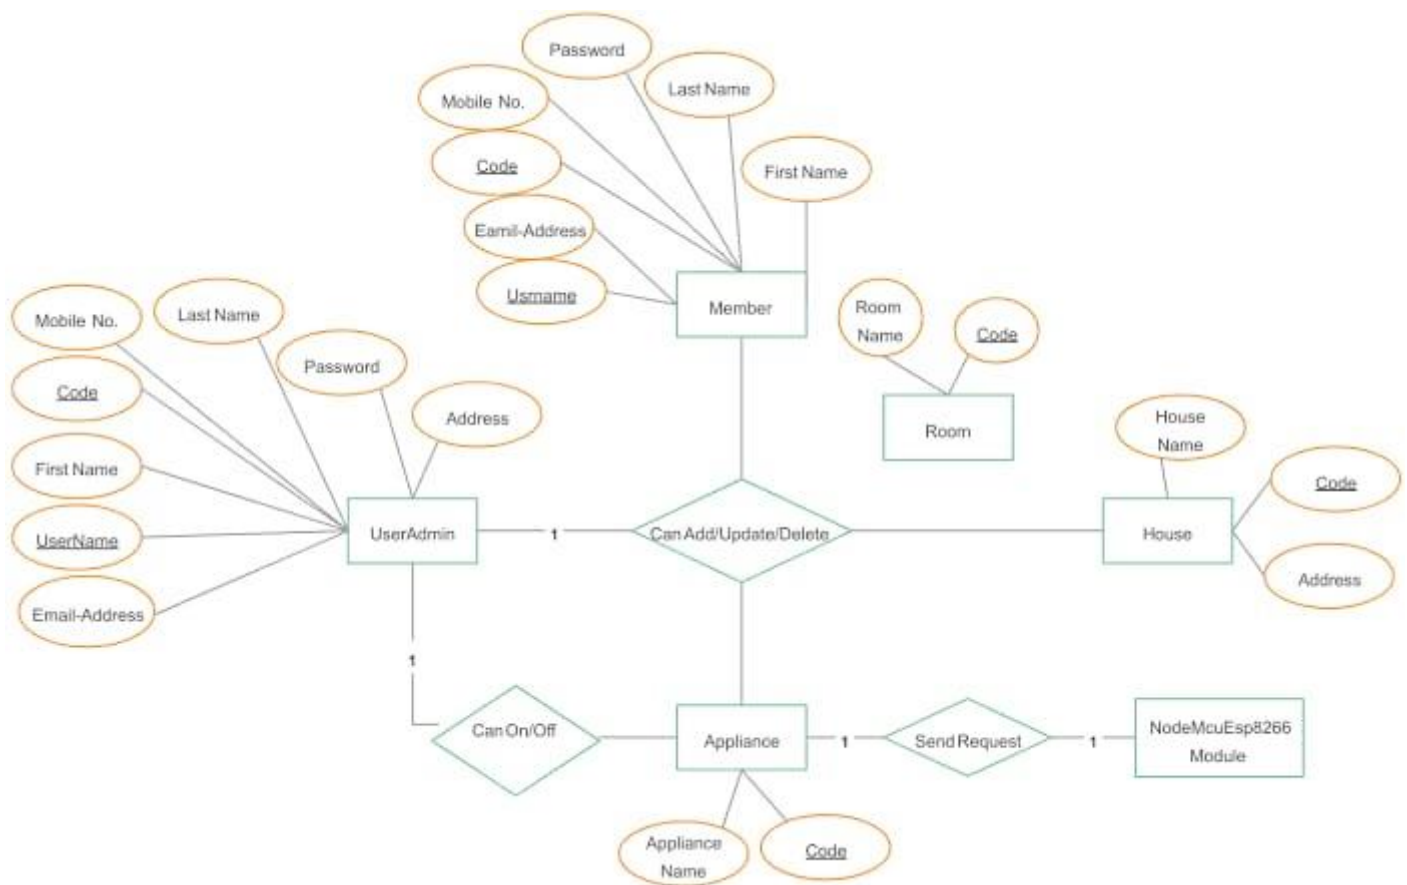 Password
Last Name
Mobile No.
Code
First Name
Eamil-Address
Usrname
Member
Room
Name
Code
Room
Mobile No.
Last Name
Password
Code
Address
First Name
UserName
Email-Address
UserAdmin
1
Can Add/Update/Delete
House
Name
Code
House
Address
1
Can On/Off
Appliance
1
Send Request
1
NodeMcuEsp8266
Module
Appliance
Name
Code